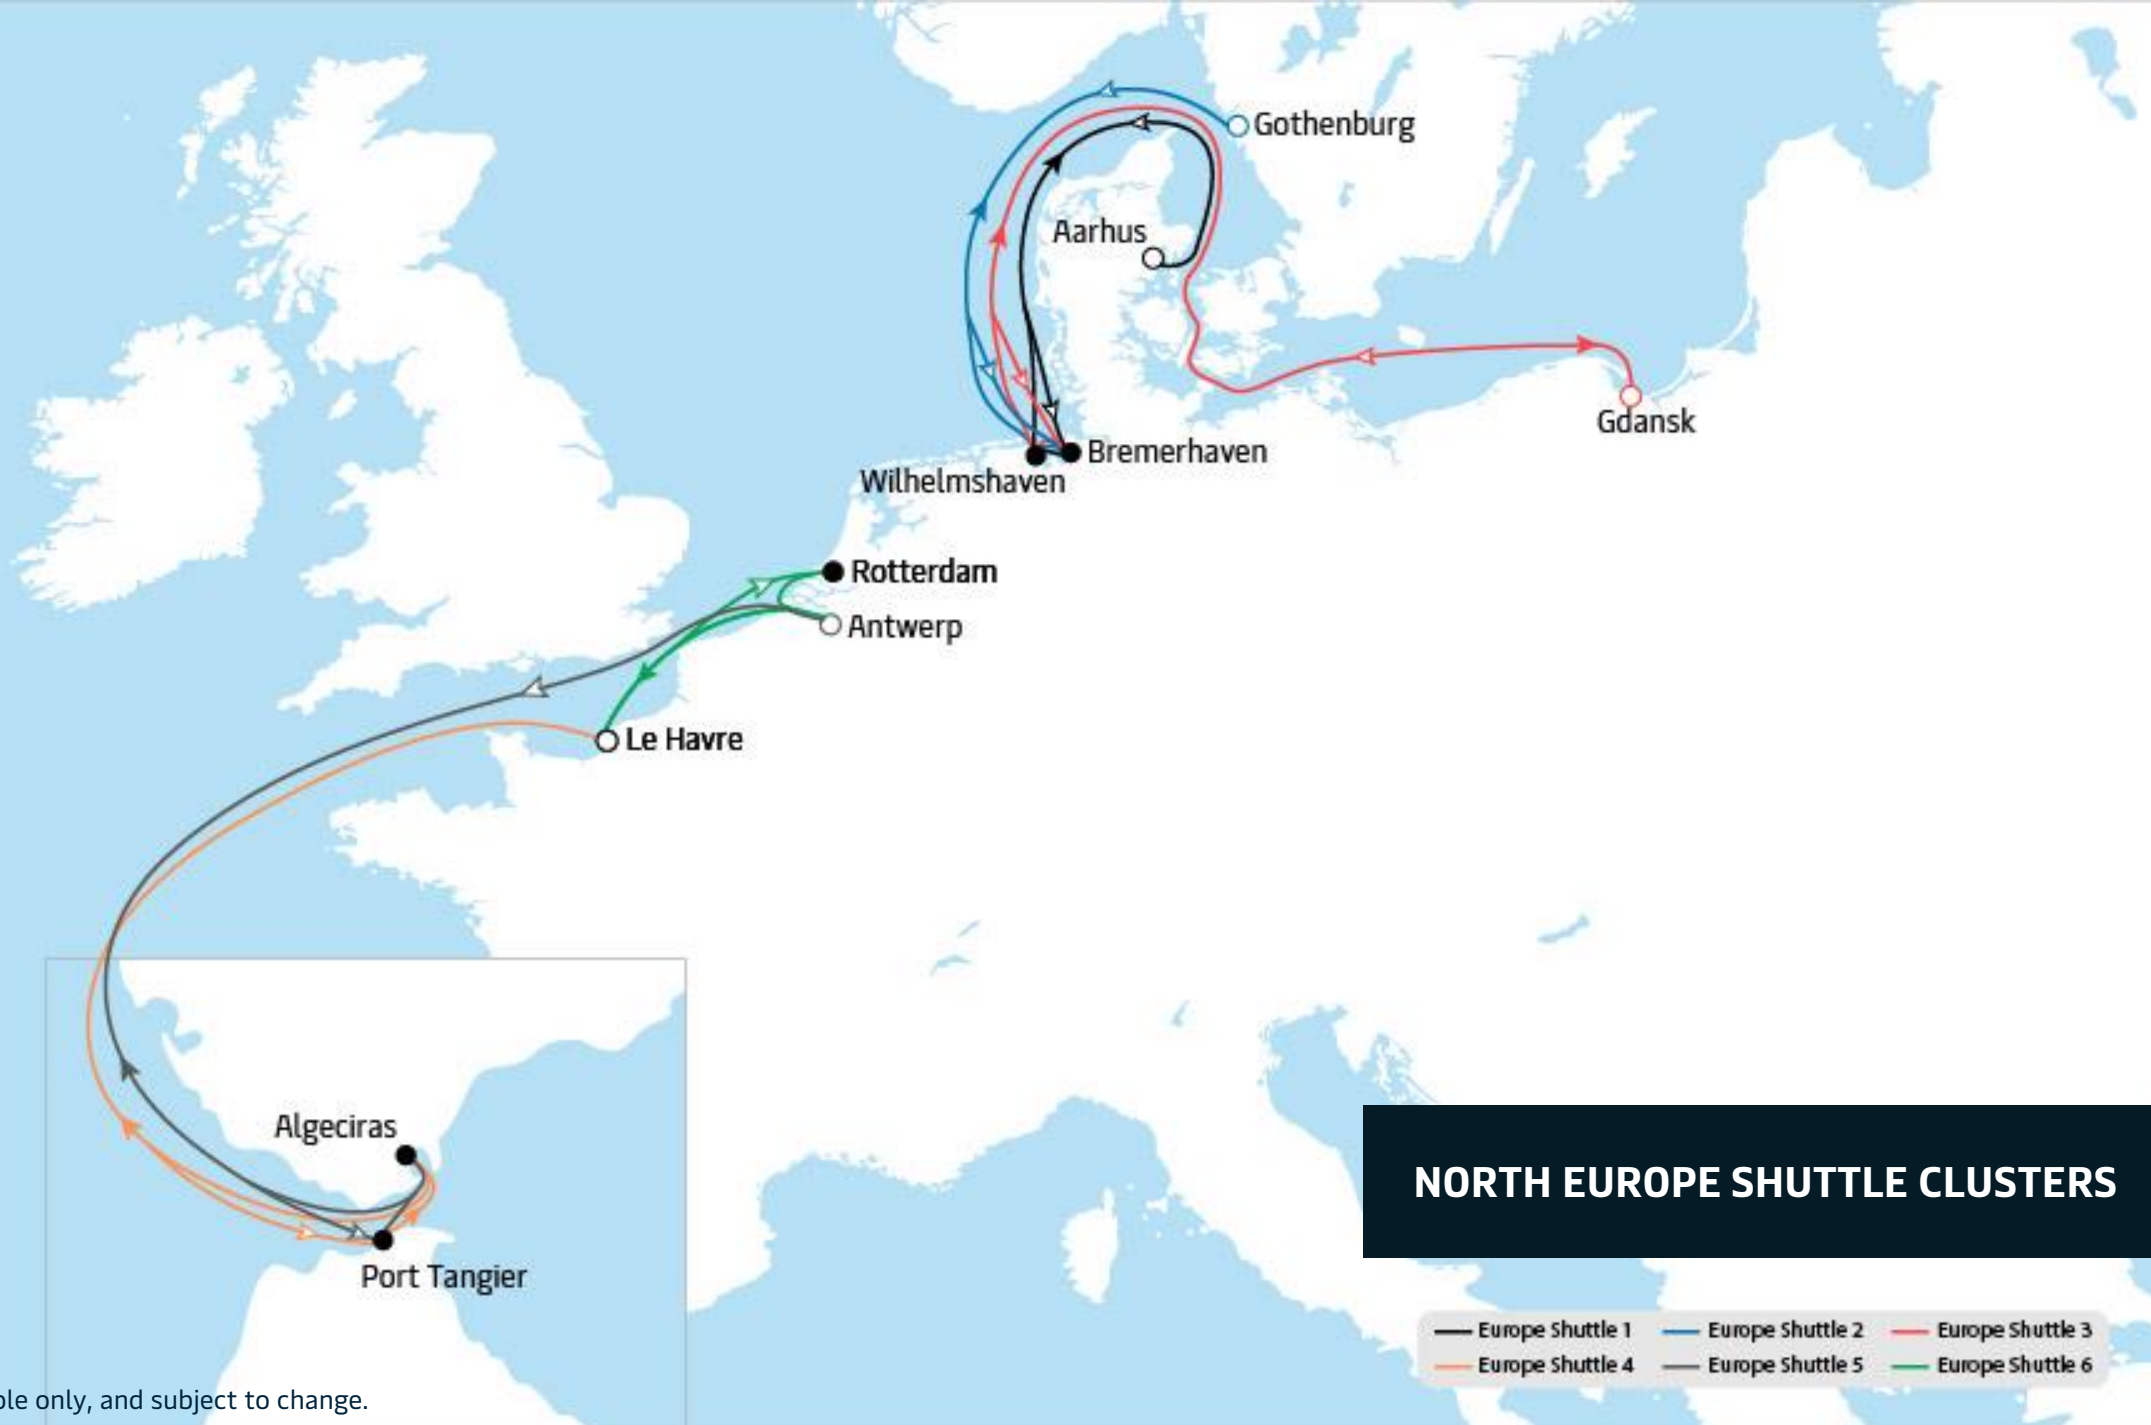 Gothenburg
Aarhus
Gdansk
Bremerhaven
Wilhelmshaven
Rotterdam
Antwerp
Le Havre
Algeciras
Port Tangier
NORTH EUROPE SHUTTLE CLUSTERS
Europe Shuttle 1 Europe Shuttle 2 Europe Shuttle 3
Europe Shuttle 4 Europe Shuttle 5 Europe Shuttle 6
only, and subject to change.